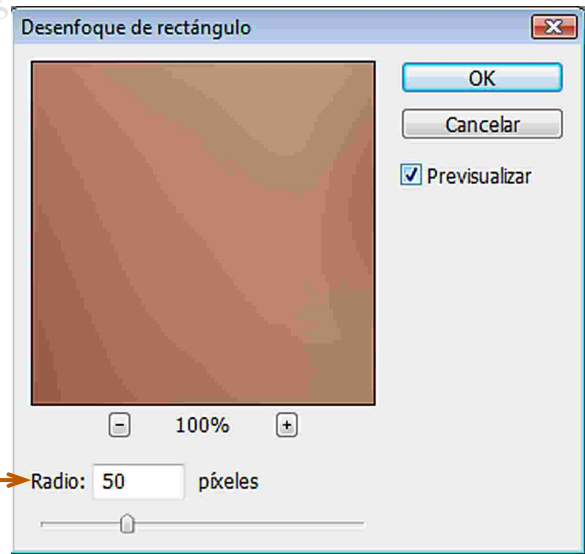 Desenfoque de rectángulo
OK
Cancelar
Previsualizar
100%
Radio: 50 píxeles